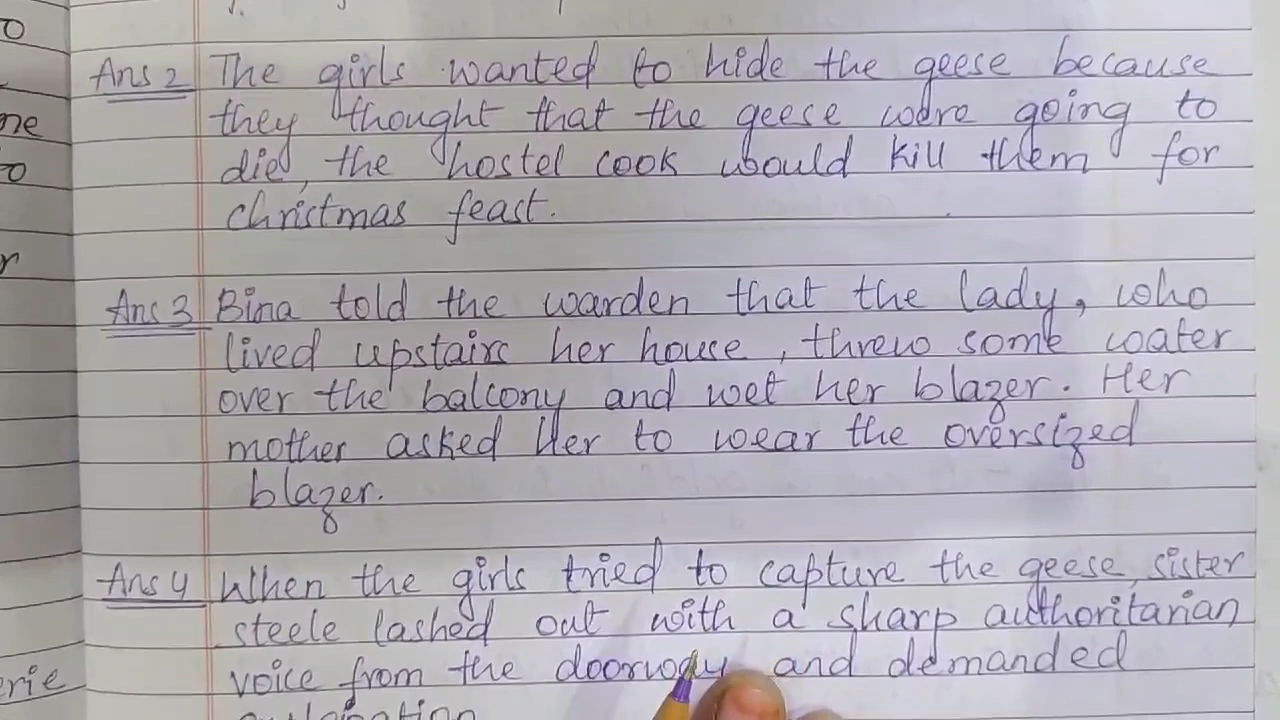 Ans 2 The girls wanted to hide the geese because
they thought that the geese were going to
die, the hostel cook would kill them for
christmas feast.
Ans 3 Bina told the warden that the lady, who
lived upstairs her house, threw some water
over the balcony and wet her blazer. Her
mother asked Her to wear the oversized
blazer.
Ans 4 When the girls tried to capture the geese, sister
steele lashed out with a sharp authoritarian
voice from the doorway and demanded